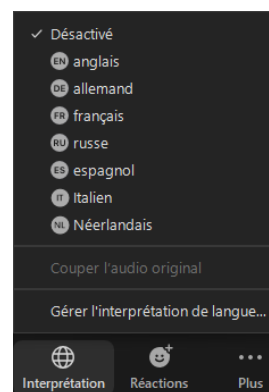 ✓ Désactivé
EN anglais
DE allemand
FR français
RU russe
ES espagnol
IT Italien
NL Néerlandais
Couper l'audio original
Gérer l'interprétation de langue...
Interprétation Réactions Plus